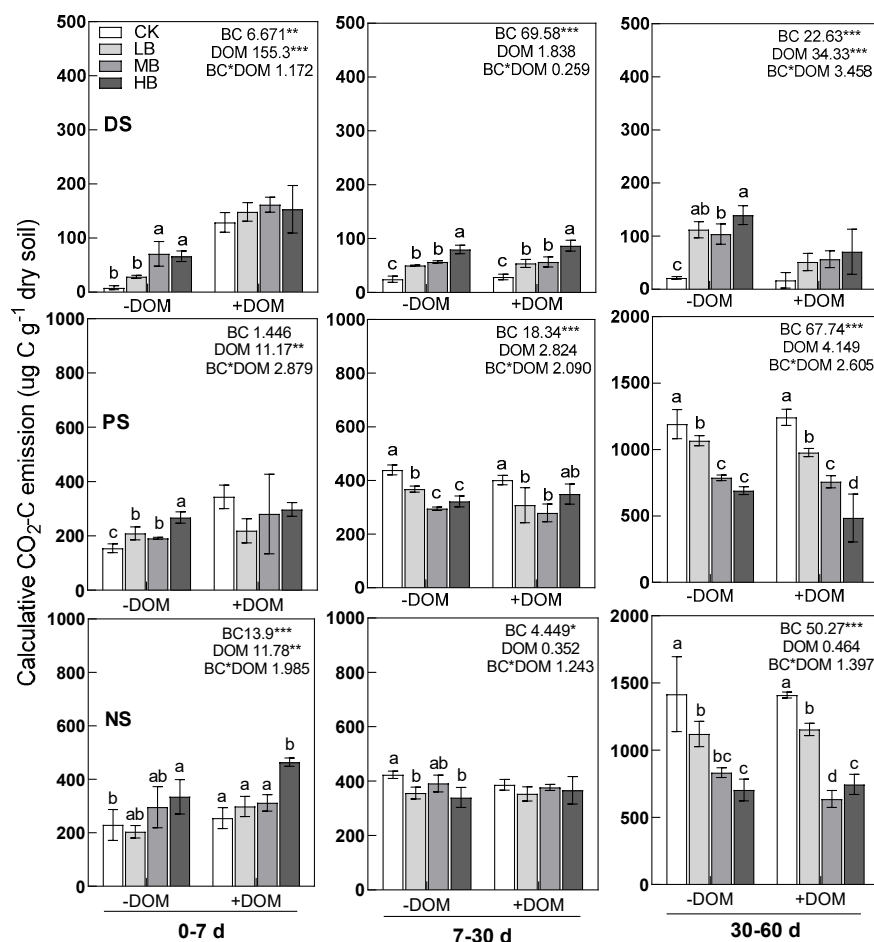 Calculative CO₂-C emission (ug C g⁻¹ dry soil)
500
400
300
200
100
0
CK
LB
MB
HB
BC 6.671**
DOM 155.3***
BC*DOM 1.172
DS
b
b
a
a
-DOM
+DOM
500
400
300
200
100
0
BC 69.58***
DOM 1.838
BC*DOM 0.259
c
b
b
a
c
b
b
a
-DOM
+DOM
500
400
300
200
100
0
BC 22.63***
DOM 34.33***
BC*DOM 3.458
c
ab
b
a
-DOM
+DOM
1000
800
600
400
200
0
BC 1.446
DOM 11.17**
BC*DOM 2.879
PS
c
b
b
a
-DOM
+DOM
1000
800
600
400
200
0
BC 18.34***
DOM 2.824
BC*DOM 2.090
a
b
c
c
a
b
b
ab
-DOM
+DOM
2000
1500
1000
500
0
BC 67.74***
DOM 4.149
BC*DOM 2.605
a
b
c
c
a
b
c
d
-DOM
+DOM
1000
800
600
400
200
0
BC13.9***
DOM 11.78**
BC*DOM 1.985
NS
b
ab
ab
a
a
a
a
b
-DOM
+DOM
0-7 d
1000
800
600
400
200
0
BC 4.449*
DOM 0.352
BC*DOM 1.243
a
b
ab
b
-DOM
+DOM
7-30 d
2000
1500
1000
500
0
BC 50.27***
DOM 0.464
BC*DOM 1.397
a
b
bc
c
a
b
d
c
-DOM
+DOM
30-60 d